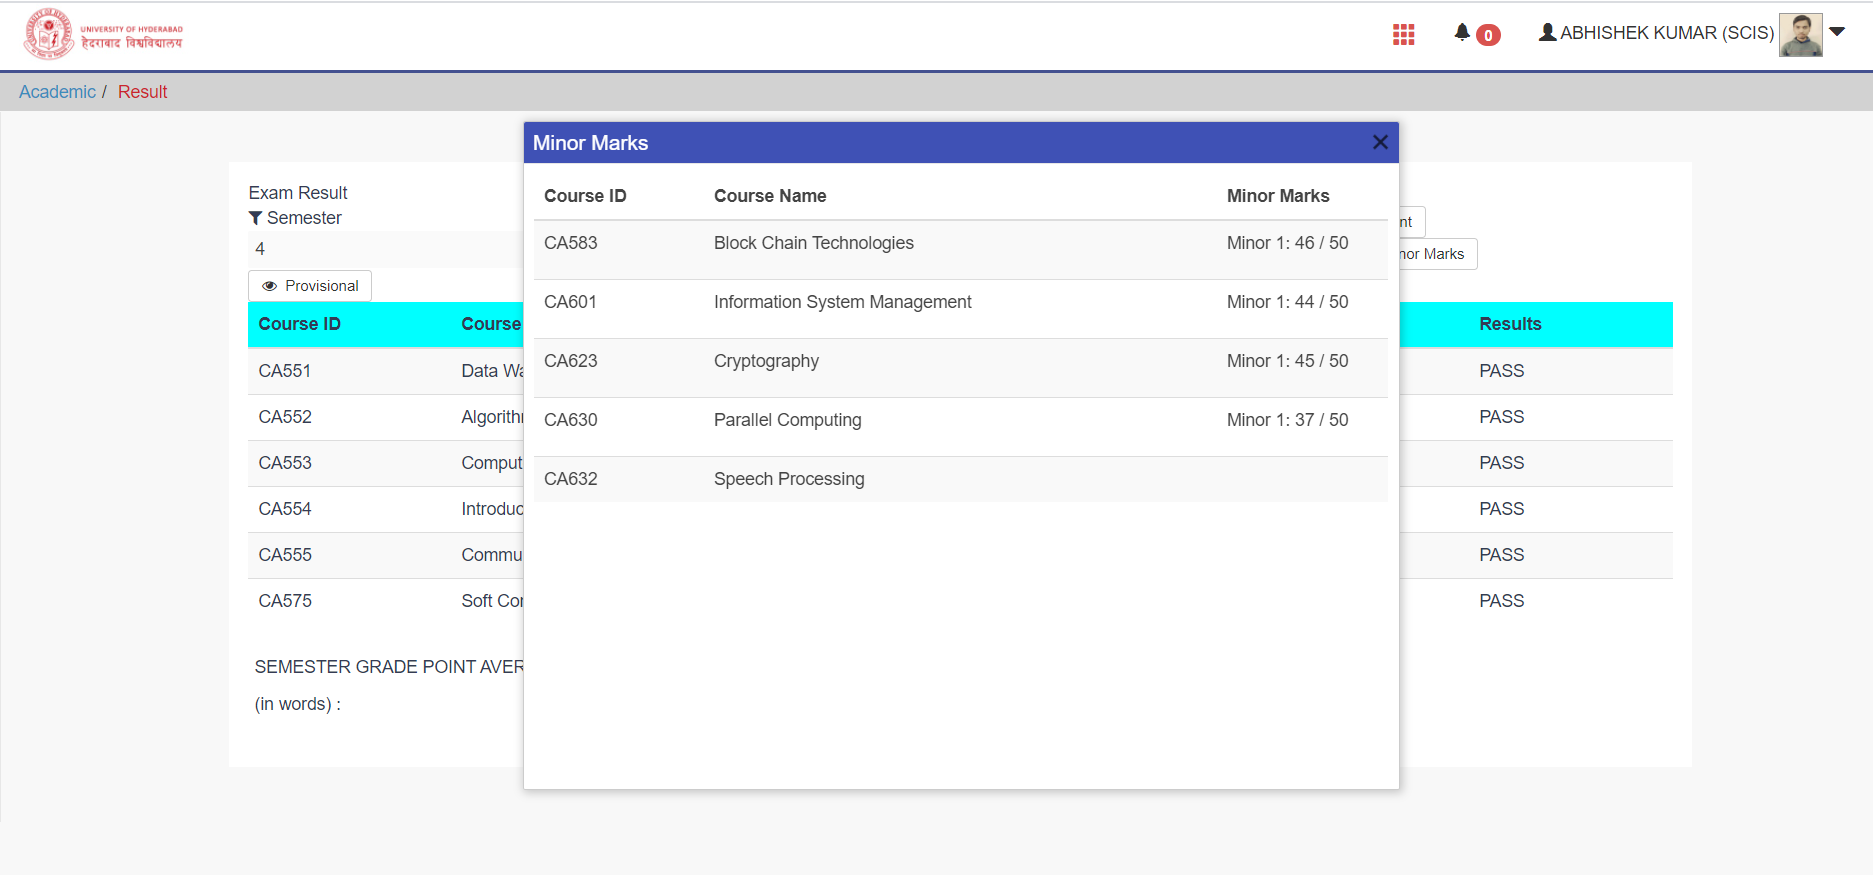 UNIVERSITY OF HYDERABAD
हैदराबाद विश्वविद्यालय
0
ABHISHEK KUMAR (SCIS)
Academic / Result
Minor Marks
Course ID Course Name Minor Marks
CA583 Block Chain Technologies Minor 1: 46 / 50
CA601 Information System Management Minor 1: 44 / 50
CA623 Cryptography Minor 1: 45 / 50
CA630 Parallel Computing Minor 1: 37 / 50
CA632 Speech Processing
Exam Result
Semester
4
nt
nor Marks
Provisional
Course ID Course Results
CA551 Data Wa PASS
CA552 Algorith PASS
CA553 Comput PASS
CA554 Introduc PASS
CA555 Commu PASS
CA575 Soft Cor PASS
SEMESTER GRADE POINT AVER
(in words) :